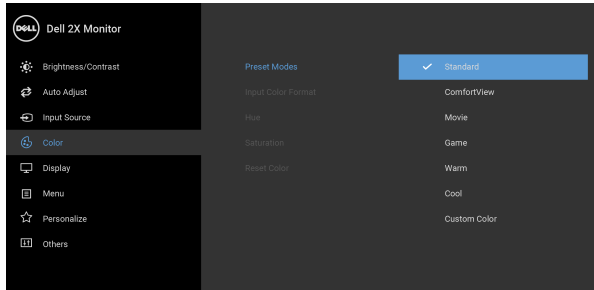 DELL
Dell 2X Monitor
Brightness/Contrast
Auto Adjust
Input Source
Color
Display
Menu
Personalize
Others
Preset Modes
Input Color Format
Hue
Saturation
Reset Color
Standard
ComfortView
Movie
Game
Warm
Cool
Custom Color